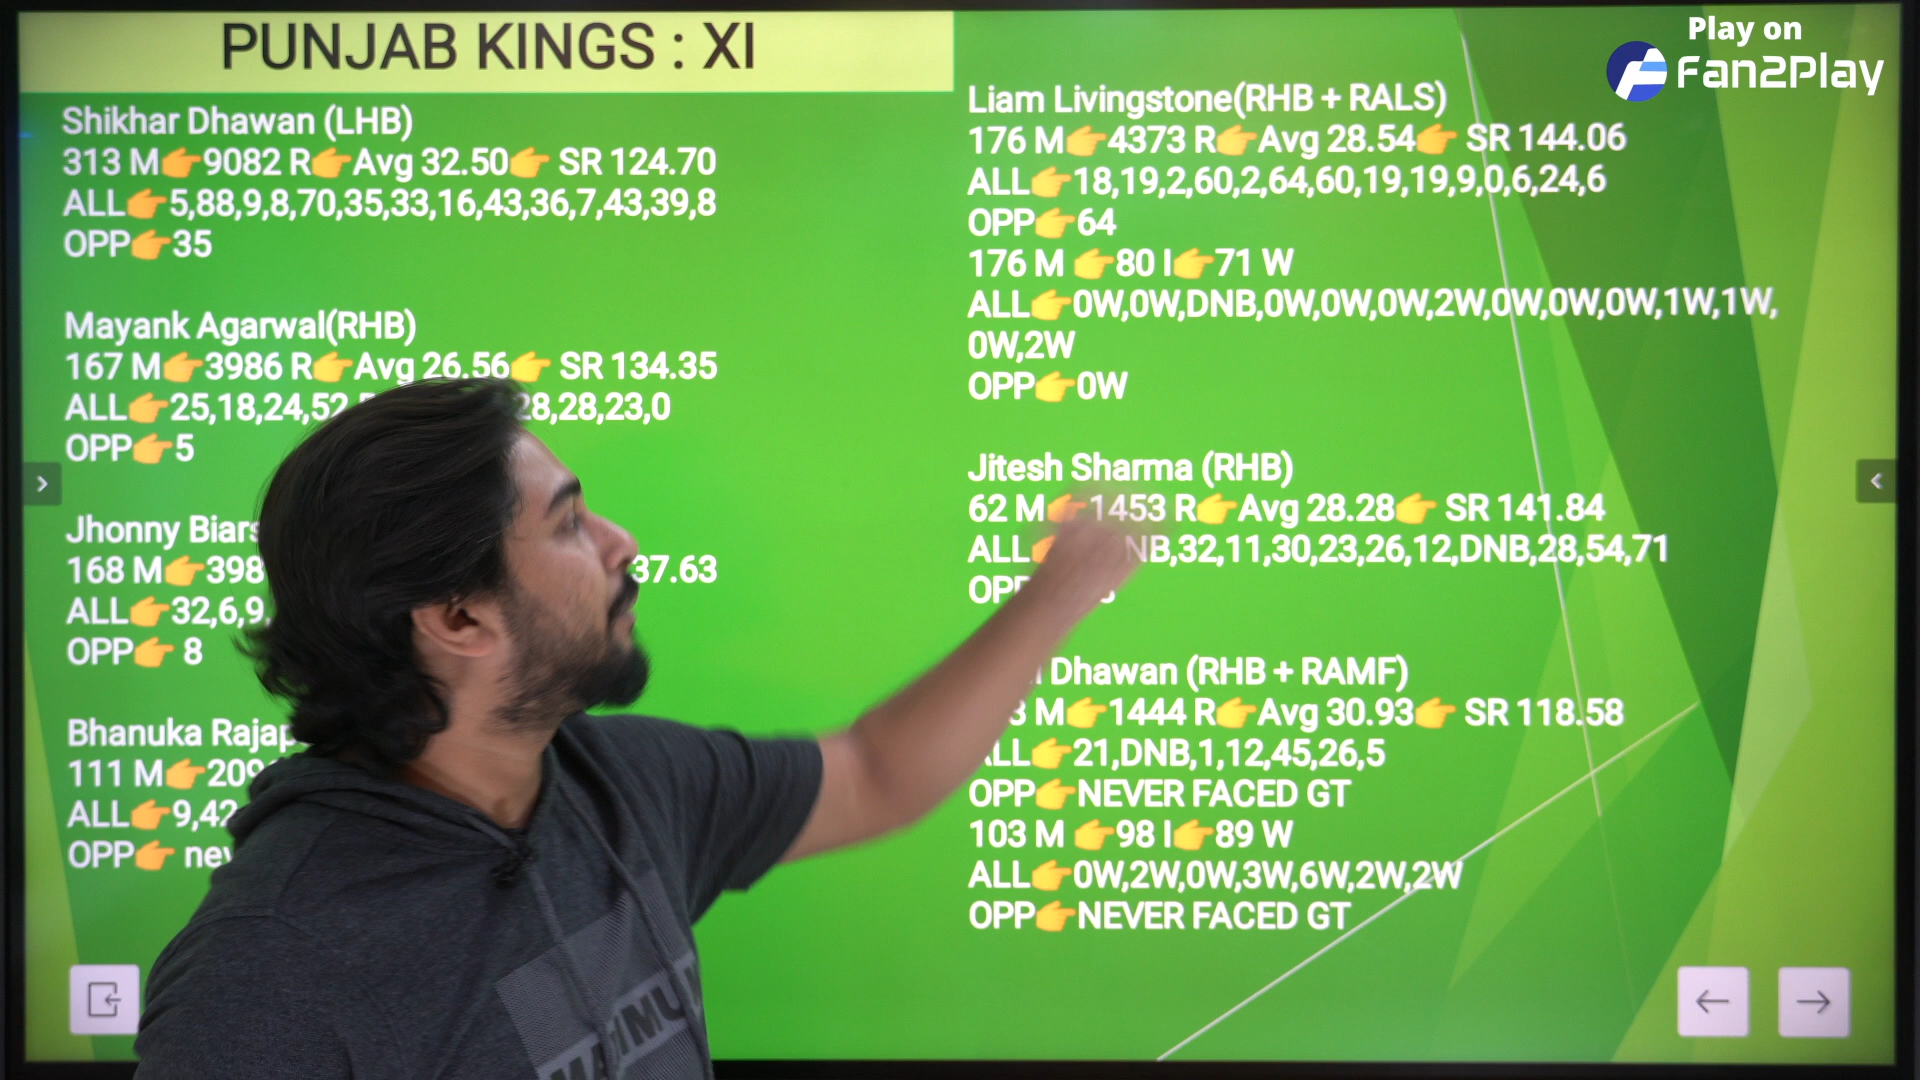 PUNJAB KINGS : XI
Shikhar Dhawan (LHB)
313 M👉9082 R👉Avg 32.50👉 SR 124.70
ALL👉5,88,9,8,70,35,33,16,43,36,7,43,39,8
OPP👉35
Mayank Agarwal(RHB)
167 M👉3986 R👉Avg 26.56👉 SR 134.35
ALL👉25,18,24,52, 28,28,23,0
OPP👉5
Jhonny
168 M👉 37.63
ALL👉32,6,9,
OPP👉 8
Bhanuka
111 M👉
ALL👉9,42
OPP👉
Play on
Fan2Play
Liam Livingstone(RHB + RALS)
176 M👉4373 R👉Avg 28.54👉 SR 144.06
ALL👉18,19,2,60,2,64,60,19,19,9,0,6,24,6
OPP👉64
176 M 👉80 I👉71 W
ALL👉0W,0W,DNB,0W,0W,0W,2W,0W,0W,0W,1W,1W,
0W,2W
OPP👉0W
Jitesh Sharma (RHB)
62 M👉1453 R👉Avg 28.28👉 SR 141.84
ALL 32,11,30,23,26,12,DNB,28,54,71
Dhawan (RHB + RAMF)
M👉1444 R👉Avg 30.93👉 SR 118.58
ALL👉21,DNB,1,12,45,26,5
OPP👉NEVER FACED GT
103 M 👉98 I👉89 W
ALL👉0W,2W,0W,3W,6W,2W,2W
OPP👉NEVER FACED GT